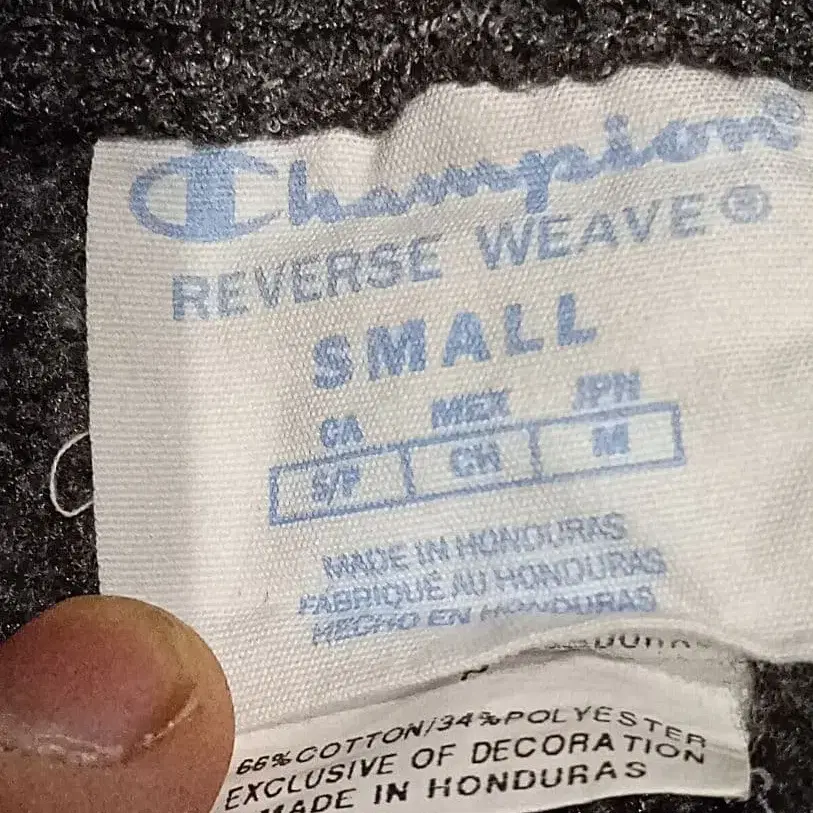 Champion®
REVERSE WEAVE®
SMALL
CA MEX JPN
S/P CH M
MADE IN HONDURAS
FABRIQUÉ AU HONDURAS
HECHO EN HONDURAS
66%COTTON/34%POLYESTER
EXCLUSIVE OF DECORATION
MADE IN HONDURAS